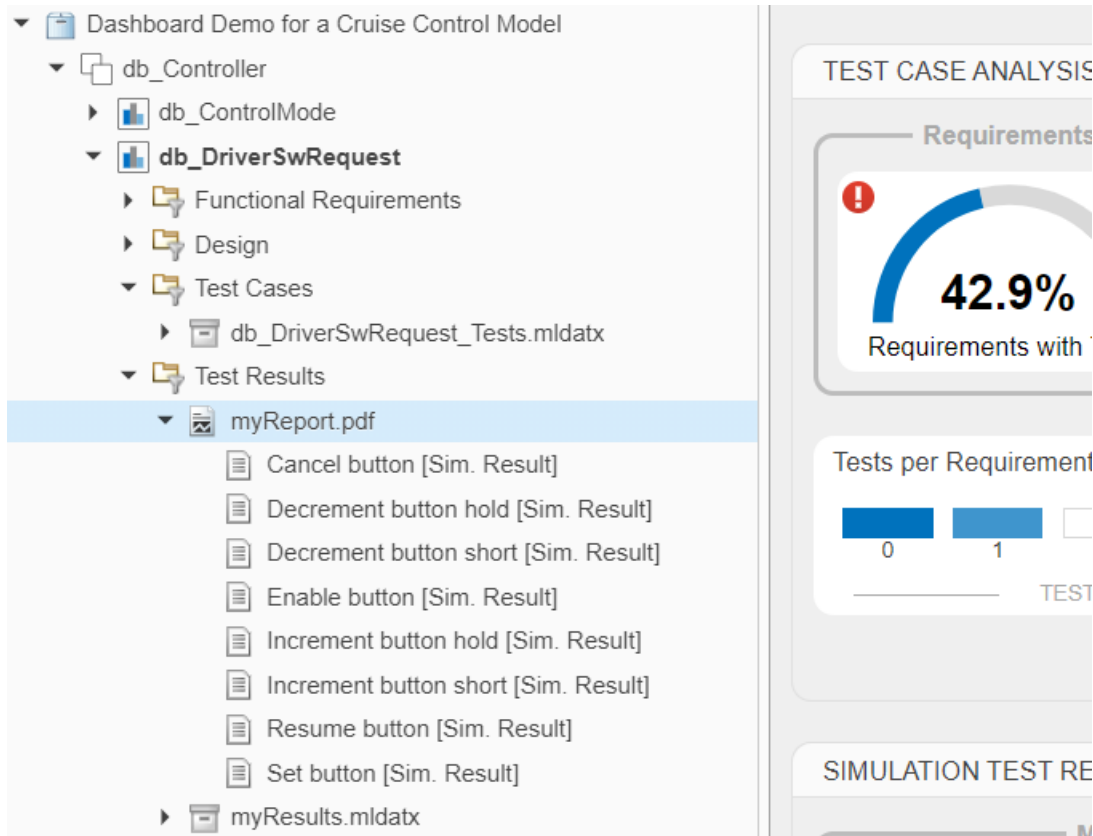 Dashboard Demo for a Cruise Control Model
db_Controller
db_ControlMode
db_DriverSwRequest
Functional Requirements
Design
Test Cases
db_DriverSwRequest_Tests.mldatx
Test Results
myReport.pdf
Cancel button [Sim. Result]
Decrement button hold [Sim. Result]
Decrement button short [Sim. Result]
Enable button [Sim. Result]
Increment button hold [Sim. Result]
Increment button short [Sim. Result]
Resume button [Sim. Result]
Set button [Sim. Result]
myResults.mldatx
TEST CASE ANALYSIS
Requirements
42.9%
Requirements with
Tests per Requirement
0 1
TEST
SIMULATION TEST RE